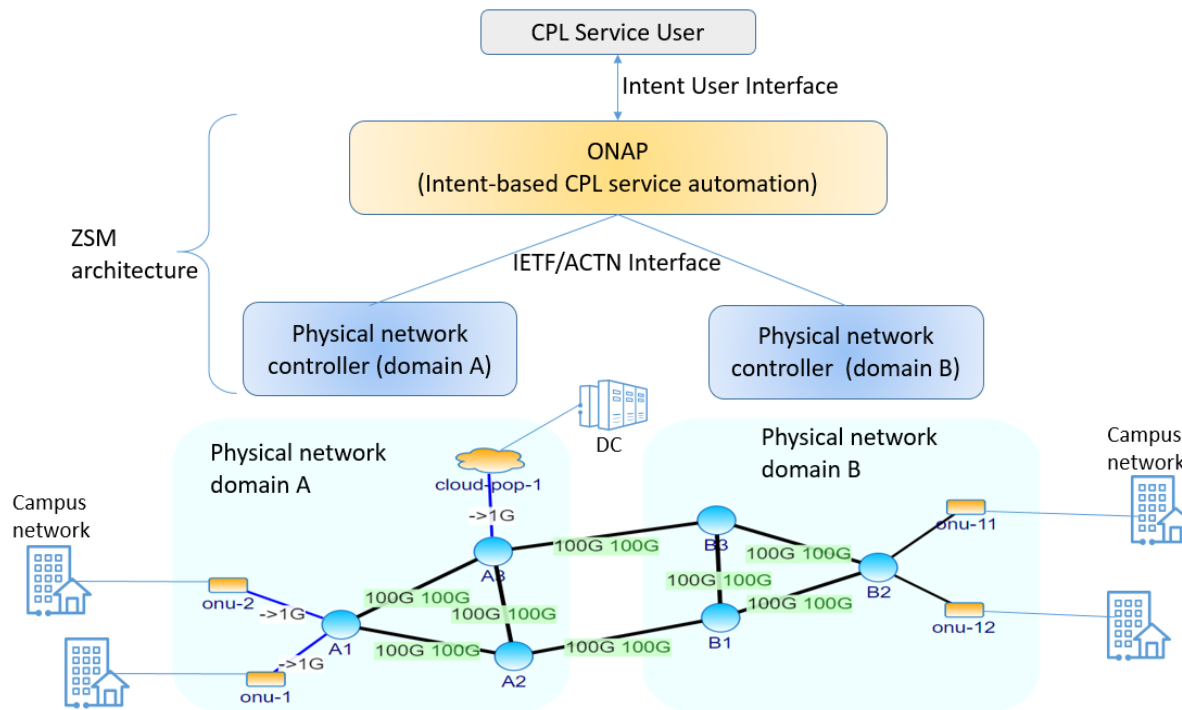 CPL Service User
Intent User Interface
ONAP
(Intent-based CPL service automation)
ZSM
architecture
IETF/ACTN Interface
Physical network
controller (domain A)
Physical network
controller (domain B)
DC
Physical network
domain A
Physical network
domain B
Campus
network
Campus
network
cloud-pop-1
->1G
onu-11
B3
100G 100G
100G 100G
A3
onu-2
->1G
100G 100G
100G 100G
100G 100G
B2
100G 100G
onu-12
B1
A1
->1G
100G 100G
100G 100G
A2
onu-1